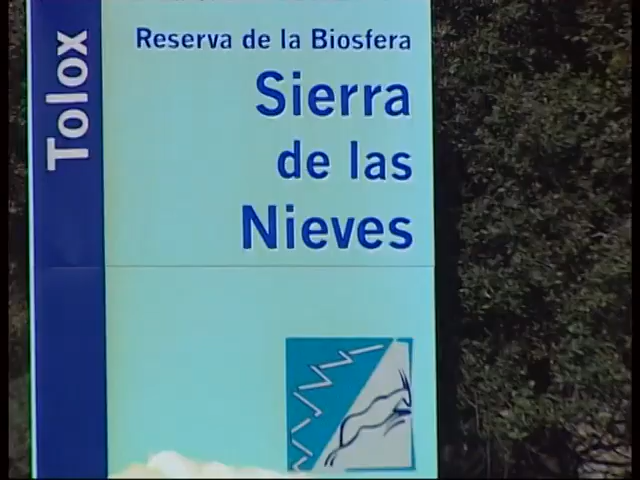 Tolox
Reserva de la Biosfera
Sierra
de las
Nieves